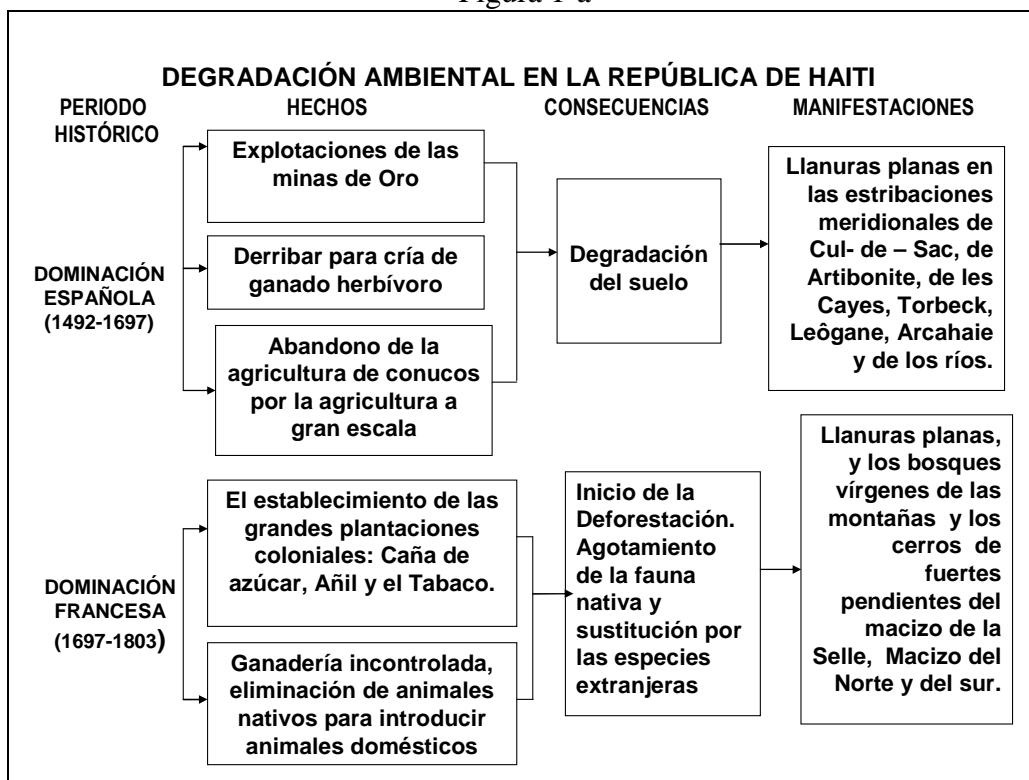 Figura 1-a
DEGRADACIÓN AMBIENTAL EN LA REPÚBLICA DE HAITI
PERIODO
HISTÓRICO
HECHOS
CONSECUENCIAS
MANIFESTACIONES
DOMINACIÓN
ESPAÑOLA
(1492-1697)
Explotaciones de las
minas de Oro
Derribar para cría de
ganado herbívoro
Abandono de la
agricultura de conucos
por la agricultura a
gran escala
Degradación
del suelo
Llanuras planas en
las estribaciones
meridionales de
Cul- de – Sac, de
Artibonite, de les
Cayes, Torbeck,
Leôgane, Arcahaie
y de los ríos.
DOMINACIÓN
FRANCESA
(1697-1803)
El establecimiento de las
grandes plantaciones
coloniales: Caña de
azúcar, Añil y el Tabaco.
Ganadería incontrolada,
eliminación de animales
nativos para introducir
animales domésticos
Inicio de la
Deforestación.
Agotamiento
de la fauna
nativa y
sustitución por
las especies
extranjeras
Llanuras planas,
y los bosques
vírgenes de las
montañas y los
cerros de
fuertes
pendientes del
macizo de la
Selle, Macizo del
Norte y del sur.